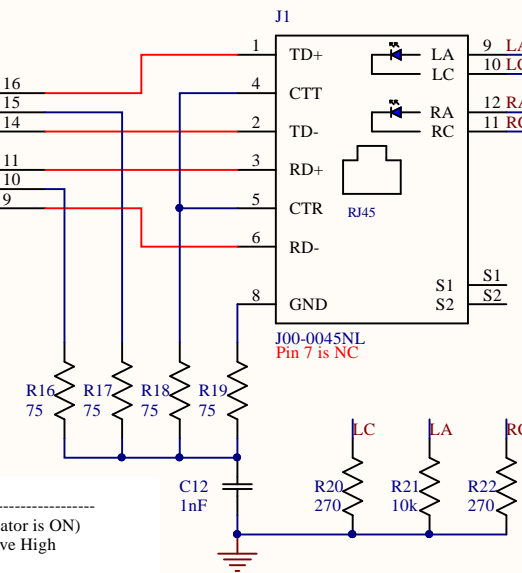 J1
1 TD+ LA 9 LA
16 LC 10 LC
4 CTT
15 RA 12 RA
14 2 TD- RC 11 RC
11 3 RD+
10
9 5 CTR RJ45
6 RD-
S1 S1
8 GND S2 S2
J00-0045NL
Pin 7 is NC
R16 R17 R18 R19
75 75 75 75
LC LA RC
C12 R20 R21 R22
1nF 270 10k 270
-----------------
ator is ON)
ve High